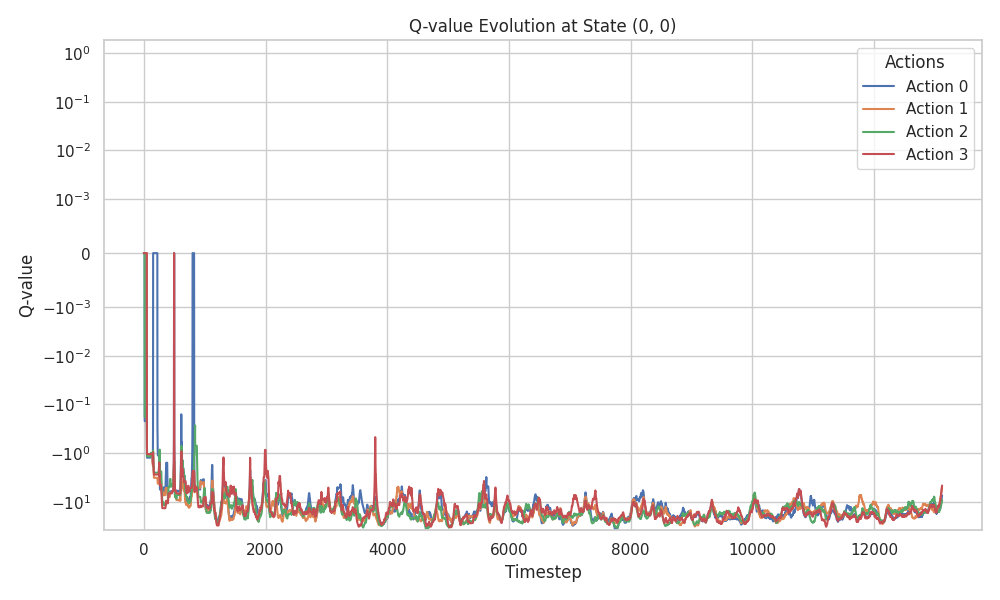 Q-value Evolution at State (0, 0)
Actions
Action 0
Action 1
Action 2
Action 3
Q-value
10⁰
10⁻¹
10⁻²
10⁻³
0
−10⁻³
−10⁻²
−10⁻¹
−10⁰
−10¹
0 2000 4000 6000 8000 10000 12000
Timestep